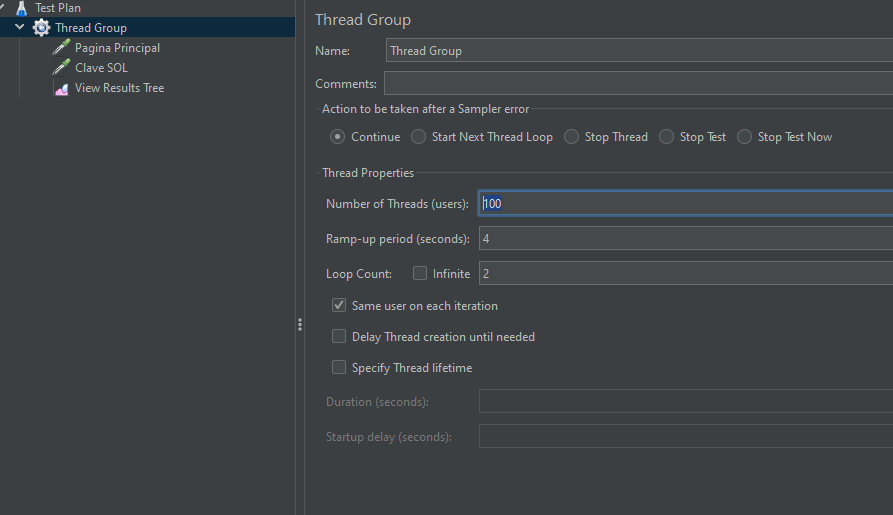 Test Plan
Thread Group
Pagina Principal
Clave SOL
View Results Tree
Thread Group
Name: Thread Group
Comments:
Action to be taken after a Sampler error
Continue Start Next Thread Loop Stop Thread Stop Test Stop Test Now
Thread Properties
Number of Threads (users): 100
Ramp-up period (seconds): 4
Loop Count: Infinite 2
Same user on each iteration
Delay Thread creation until needed
Specify Thread lifetime
Duration (seconds):
Startup delay (seconds):